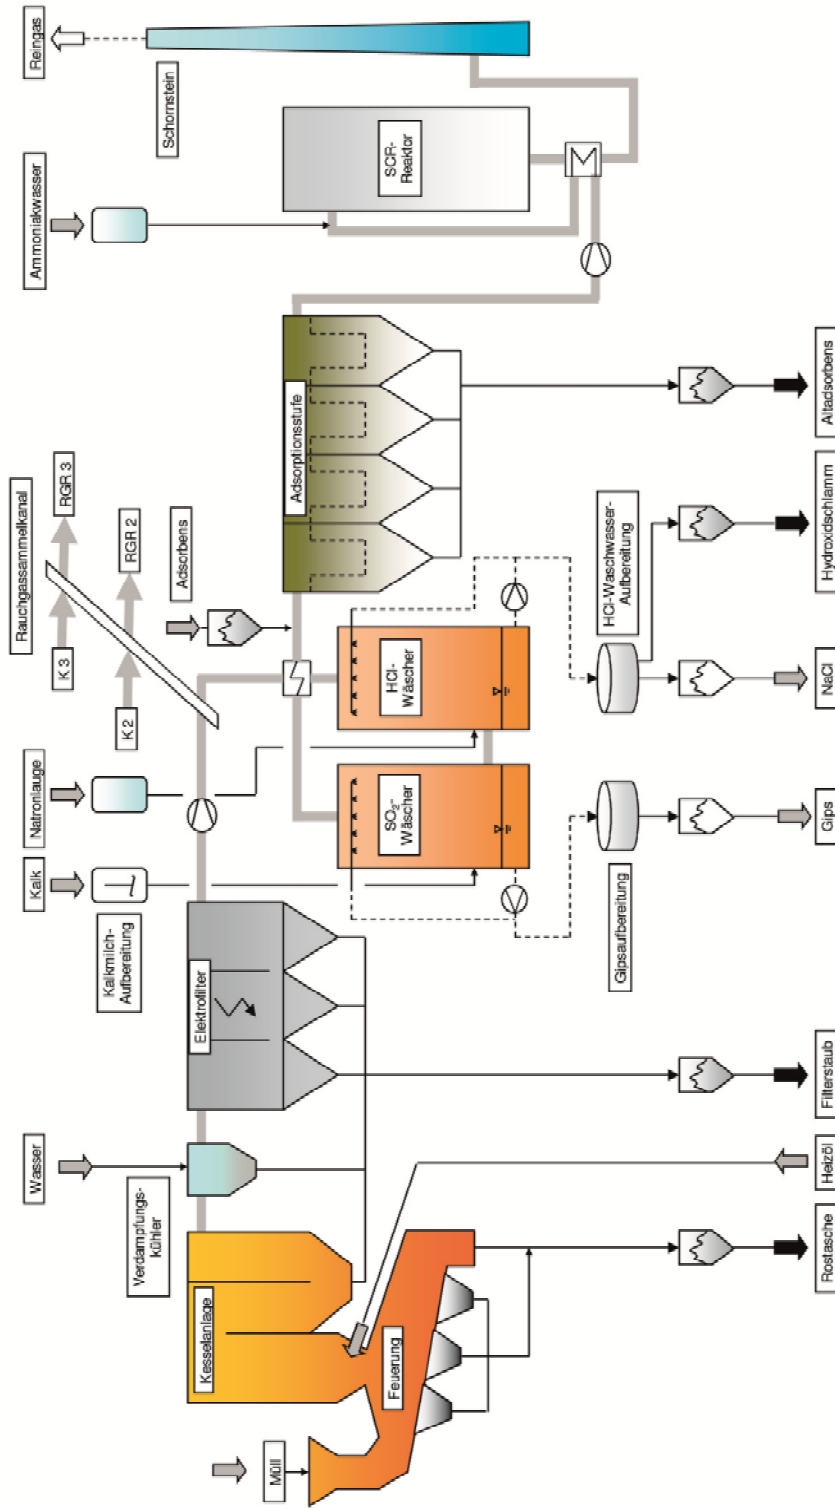 Müll
Wasser
Kalk
Natronlauge
K 3
K 2
Rauchgassammelkanal
RGR 3
RGR 2
Adsorbens
Ammoniakwasser
Reingas
Schornstein
Verdampfungs-
kühler
Kalkmilch-
Aufbereitung
Kesselanlage
Elektrofilter
Feuerung
SO₂-
Wäscher
HCl-
Wäscher
Adsorptionsstufe
SCR-
Reaktor
Gipsaufbereitung
HCl-Waschwasser-
Aufbereitung
Rostasche
Heizöl
Filterstaub
Gips
NaCl
Hydroxidschlamm
Altadsorbens